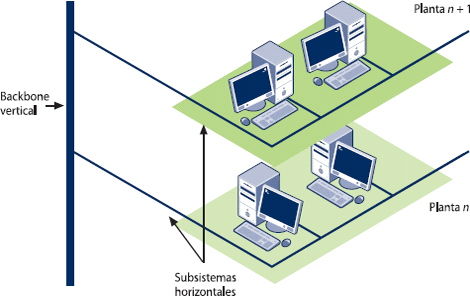 Planta n + 1
Backbone
vertical
Planta n
Subsistemas
horizontales